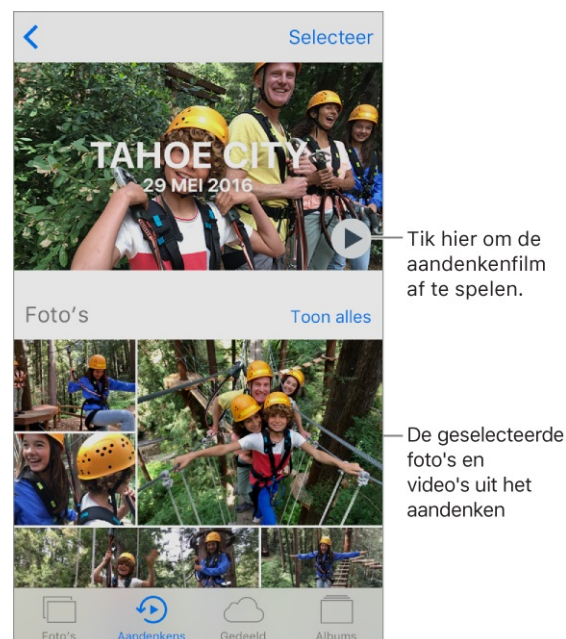 Selecteer
TAHOE CITY
29 MEI 2016
Tik hier om de
aandenkenfilm
af te spelen.
Foto's
Toon alles
De geselecteerde
foto's en
video's uit het
aandenken
Foto's
Aandenkens
Gedeeld
Albums